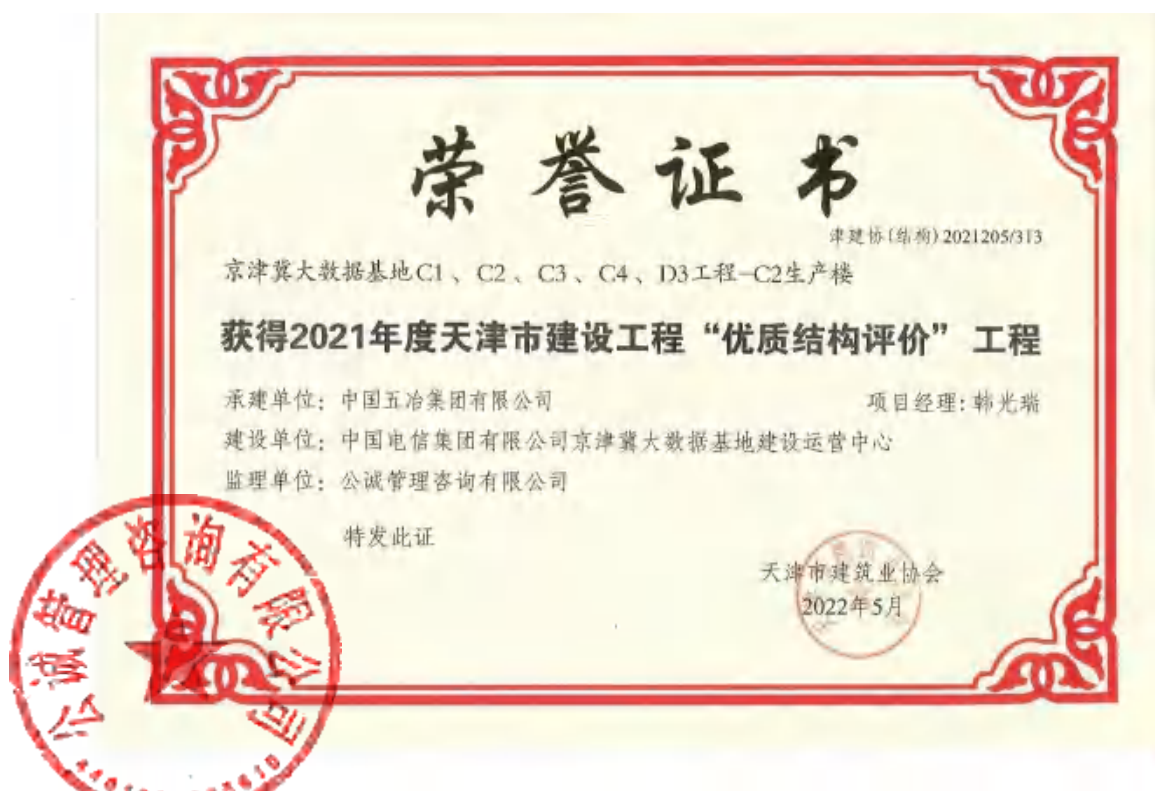 荣誉证书
津建协(结构)2021205/313
京津冀大数据基地C1、C2、C3、C4、D3工程-C2生产楼
获得2021年度天津市建设工程“优质结构评价”工程
承建单位:中国五冶集团有限公司 项目经理:韩光瑞
建设单位:中国电信集团有限公司京津冀大数据基地建设运营中心
监理单位:公诚管理咨询有限公司
特发此证
天津市建筑业协会
2022年5月
公诚管理咨询有限公司